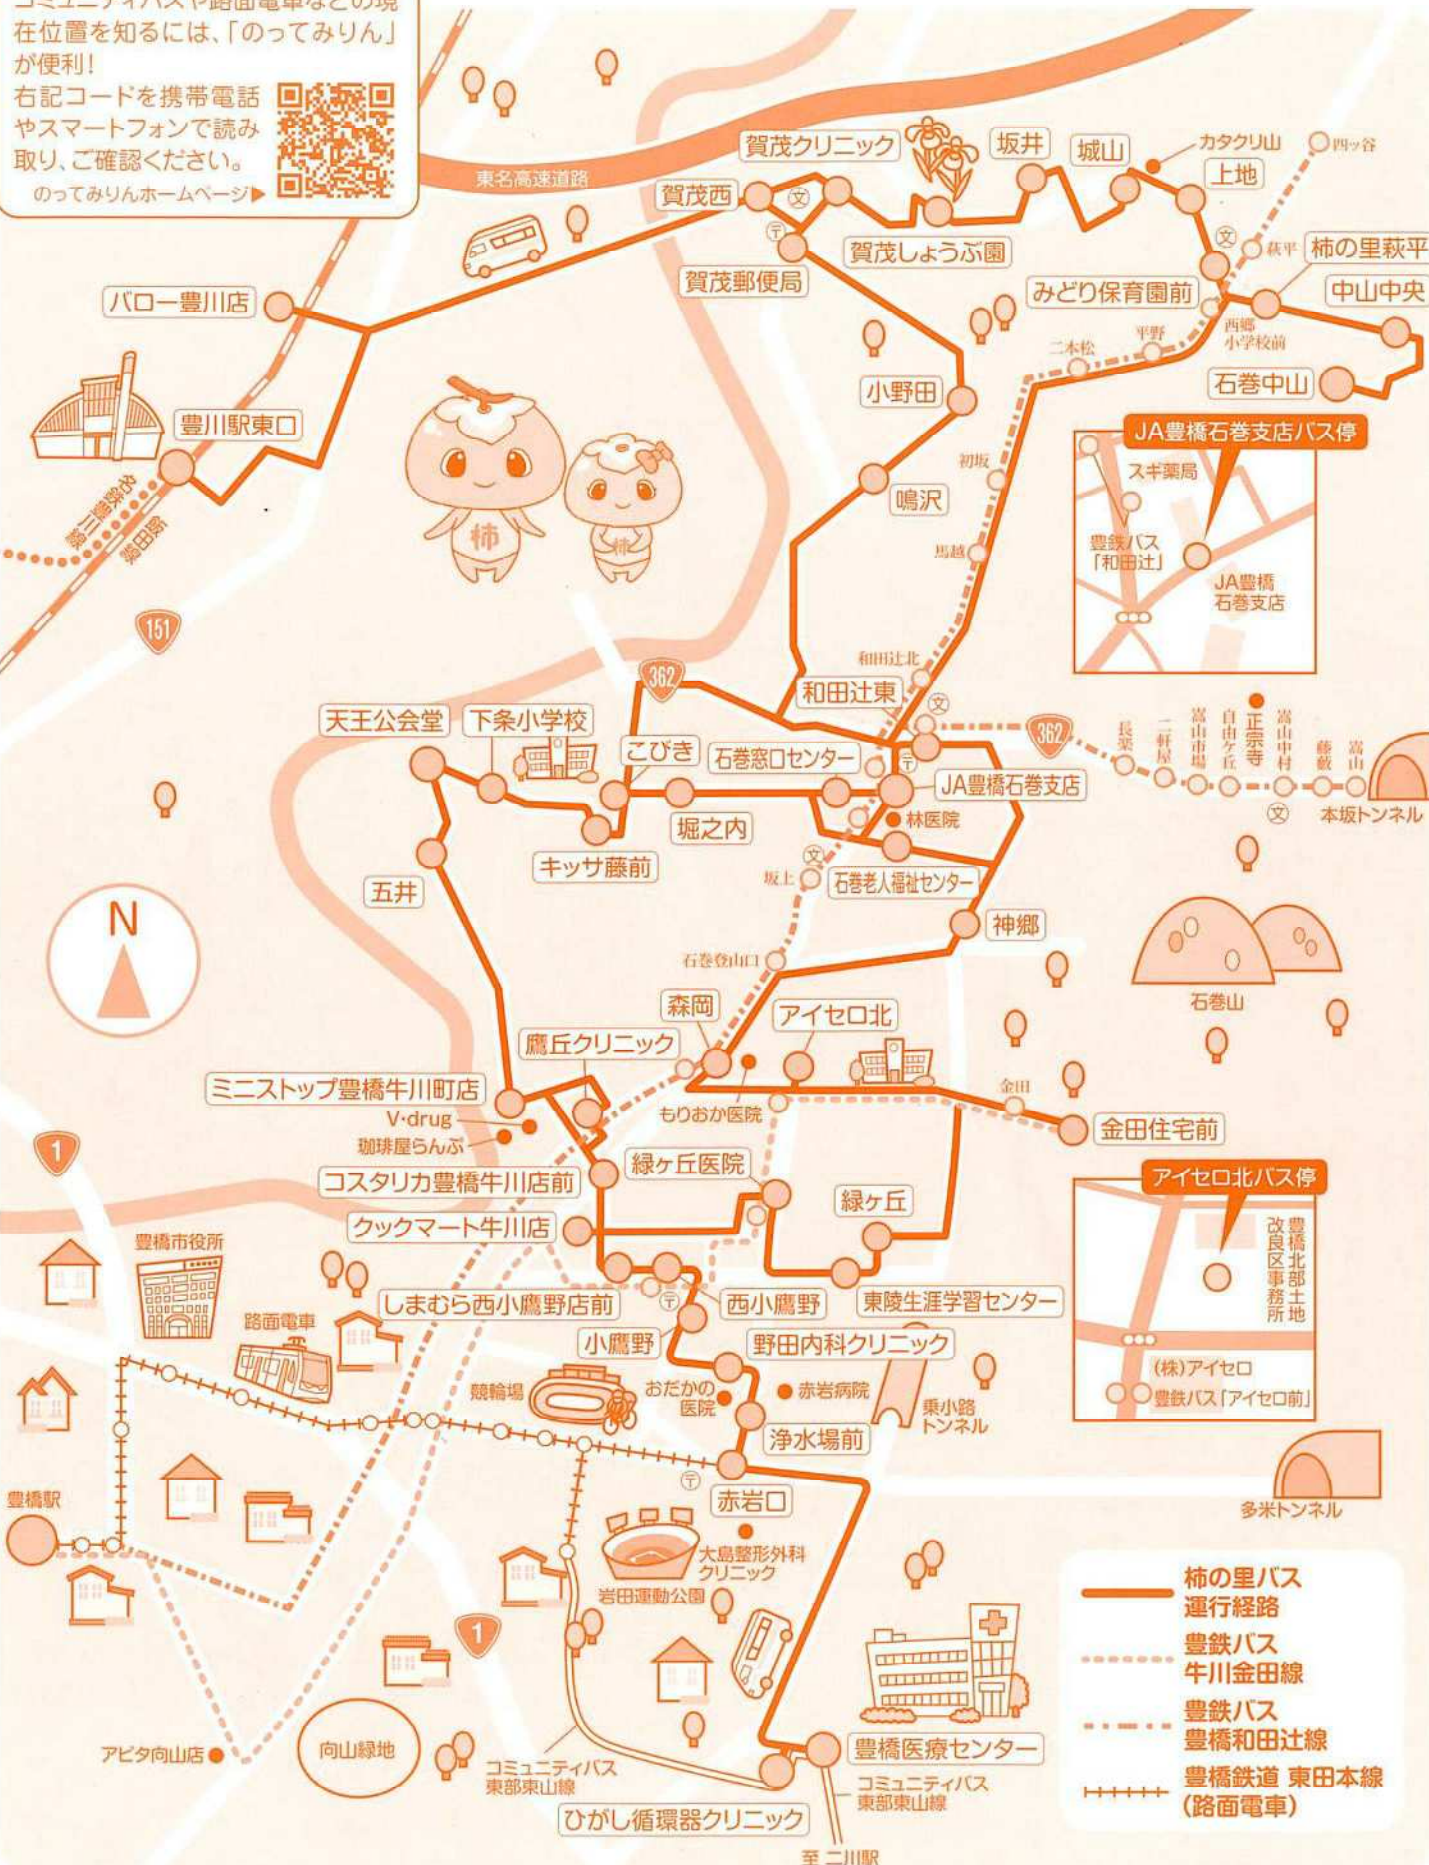 コミュニティバスや路面電車などの現
在位置を知るには、「のってみりん」
が便利!
右記コードを携帯電話
やスマートフォンで読み
取り、ご確認ください。
のってみりんホームページ▶
東名高速道路
賀茂クリニック
坂井
城山
カタクリ山
四ッ谷
賀茂西
文
上地
〒
賀茂しょうぶ園
文
萩平
柿の里萩平
賀茂郵便局
みどり保育園前
中山中央
バロー豊川店
西郷
小学校前
平野
二本松
石巻中山
小野田
豊川駅東口
JA豊橋石巻支店バス停
スギ薬局
豊鉄バス
「和田辻」
JA豊橋
石巻支店
初坂
鳴沢
名鉄豊川線
飯田線
柿
柿
馬越
151
和田辻北
362
和田辻東
文
天王公会堂
下条小学校
こびき
石巻窓口センター
〒
362
長楽
二軒屋
嵩山市場
自由ケ丘
正宗寺
嵩山中村
藤蔵
嵩山
JA豊橋石巻支店
文
本坂トンネル
堀之内
林医院
キッサ藤前
文
坂上
石巻老人福祉センター
五井
神郷
N
石巻登山口
石巻山
森岡
アイセロ北
鷹丘クリニック
ミニストップ豊橋牛川町店
もりおか医院
金田
V・drug
金田住宅前
珈琲屋らんぷ
1
緑ヶ丘医院
コスタリカ豊橋牛川店前
アイセロ北バス停
緑ヶ丘
クックマート牛川店
豊橋北部土地
改良区事務所
豊橋市役所
しまむら西小鷹野店前
〒
西小鷹野
東陵生涯学習センター
路面電車
小鷹野
野田内科クリニック
(株)アイセロ
豊鉄バス「アイセロ前」
競輪場
おだかの
医院
赤岩病院
乗小路
トンネル
浄水場前
豊橋駅
〒
赤岩口
多米トンネル
大島整形外科
クリニック
岩田運動公園
柿の里バス
運行経路
1
豊鉄バス
牛川金田線
豊鉄バス
豊橋和田辻線
アピタ向山店
向山緑地
豊橋医療センター
コミュニティバス
東部東山線
コミュニティバス
東部東山線
豊橋鉄道 東田本線
(路面電車)
ひがし循環器クリニック
至 二川駅